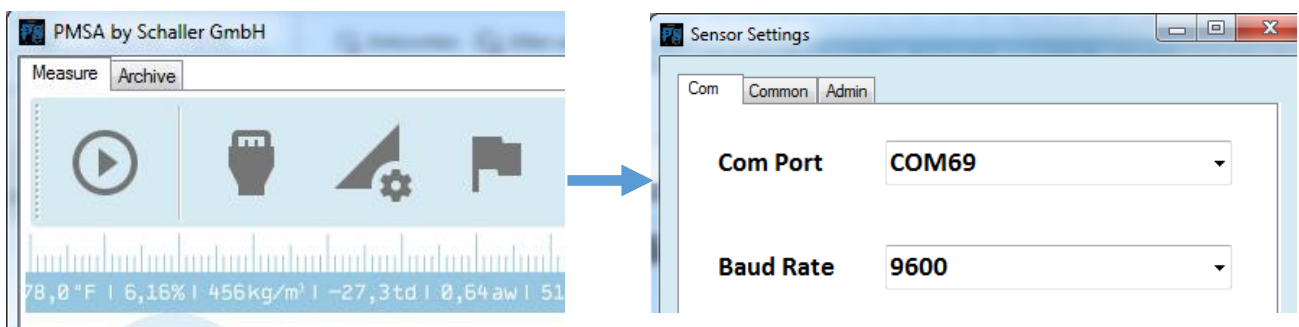 PMSA by Schaller GmbH
Measure Archive
78,0°F | 6,16% | 456kg/m³ | -27,3td | 0,64aw | 51
Sensor Settings
Com Common Admin
Com Port COM69
Baud Rate 9600